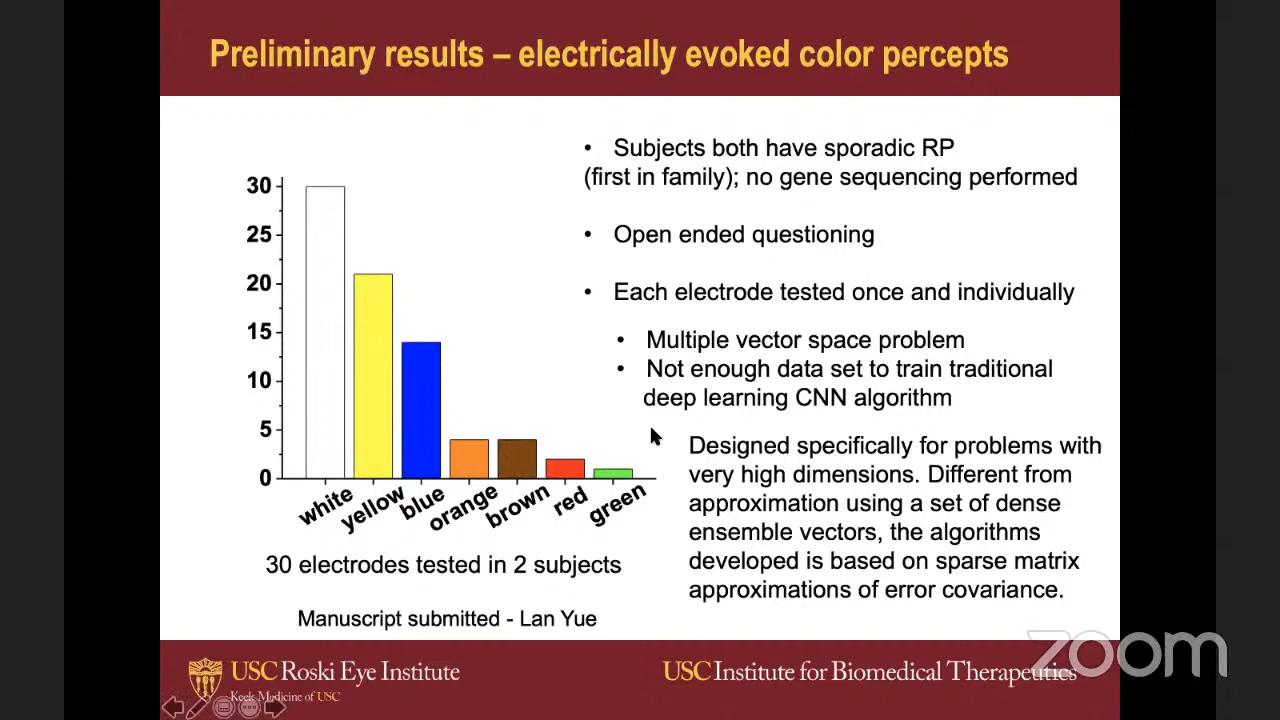 Preliminary results – electrically evoked color percepts
30
25
20
15
10
5
0
white
yellow
blue
orange
brown
red
green
30 electrodes tested in 2 subjects
Manuscript submitted - Lan Yue
• Subjects both have sporadic RP
(first in family); no gene sequencing performed
• Open ended questioning
• Each electrode tested once and individually
• Multiple vector space problem
• Not enough data set to train traditional
deep learning CNN algorithm
Designed specifically for problems with
very high dimensions. Different from
approximation using a set of dense
ensemble vectors, the algorithms
developed is based on sparse matrix
approximations of error covariance.
USC Roski Eye Institute
Keck Medicine of USC
USC Institute for Biomedical Therapeutics
zoom